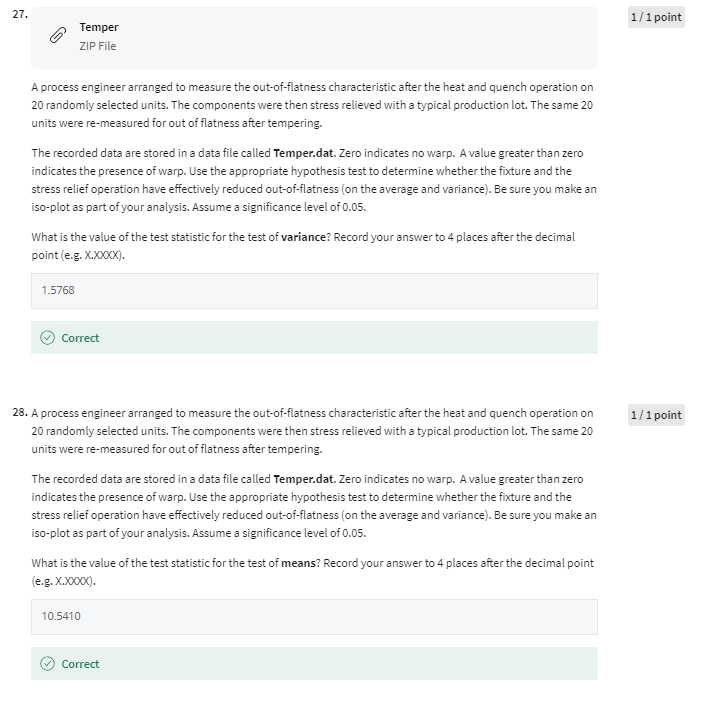 27.
Temper
ZIP File
1 / 1 point
A process engineer arranged to measure the out-of-flatness characteristic after the heat and quench operation on
20 randomly selected units. The components were then stress relieved with a typical production lot. The same 20
units were re-measured for out of flatness after tempering.
The recorded data are stored in a data file called Temper.dat. Zero indicates no warp. A value greater than zero
indicates the presence of warp. Use the appropriate hypothesis test to determine whether the fixture and the
stress relief operation have effectively reduced out-of-flatness (on the average and variance). Be sure you make an
iso-plot as part of your analysis. Assume a significance level of 0.05.
What is the value of the test statistic for the test of variance? Record your answer to 4 places after the decimal
point (e.g. X.XXXX).
1.5768
Correct
28. A process engineer arranged to measure the out-of-flatness characteristic after the heat and quench operation on
20 randomly selected units. The components were then stress relieved with a typical production lot. The same 20
units were re-measured for out of flatness after tempering.
1 / 1 point
The recorded data are stored in a data file called Temper.dat. Zero indicates no warp. A value greater than zero
indicates the presence of warp. Use the appropriate hypothesis test to determine whether the fixture and the
stress relief operation have effectively reduced out-of-flatness (on the average and variance). Be sure you make an
iso-plot as part of your analysis. Assume a significance level of 0.05.
What is the value of the test statistic for the test of means? Record your answer to 4 places after the decimal point
(e.g. X.XXXX).
10.5410
Correct